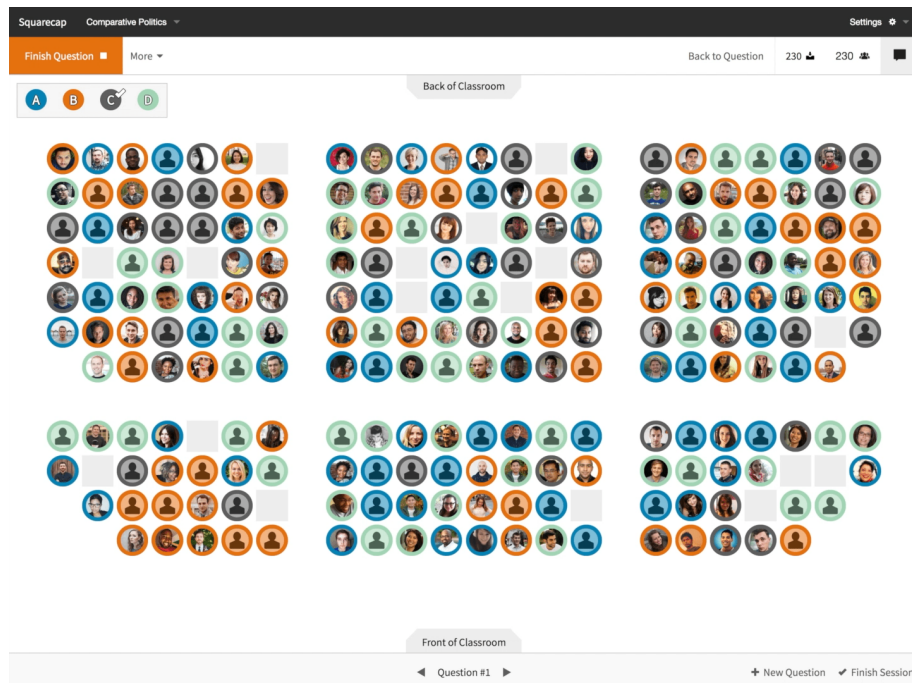 Squarecap Comparative Politics Settings
Finish Question More Back to Question 230 230
Back of Classroom
A B C D
Front of Classroom
Question #1
New Question Finish Session